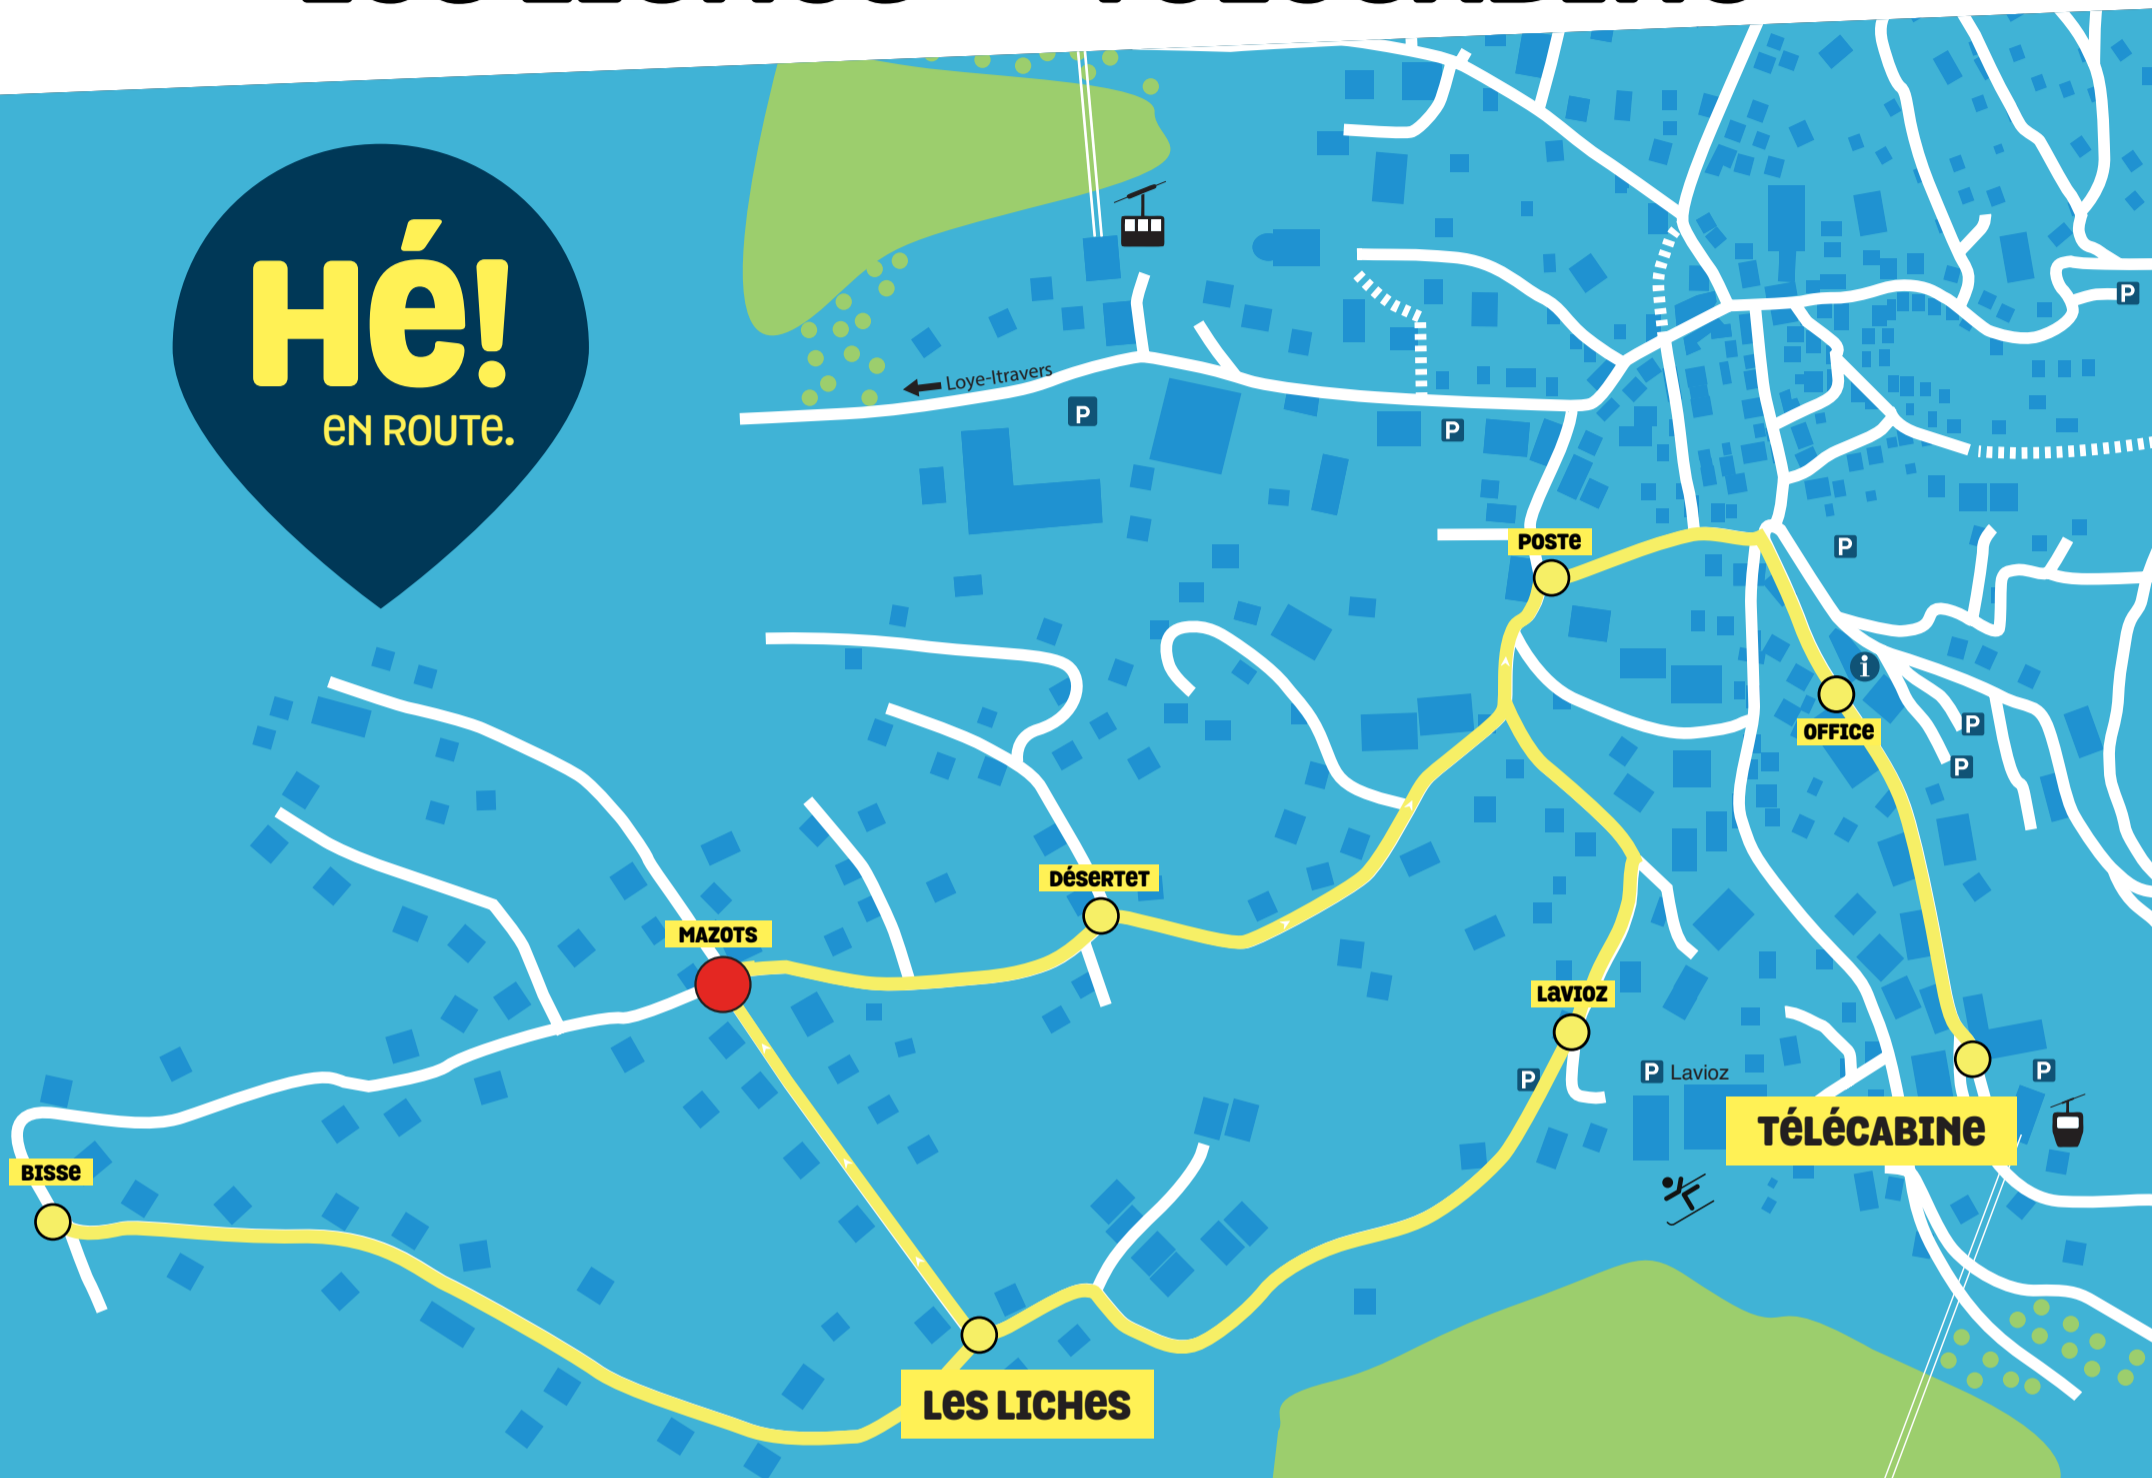 Hé!
en ROUTe.
Loye-Itravers
P
P
P
P
POSTe
i
OFFICe
P
P
DÉSeRTeT
MAZOTS
LaVIOZ
P
P Lavioz
P
TÉLÉCABINe
BISSe
Les LICHes